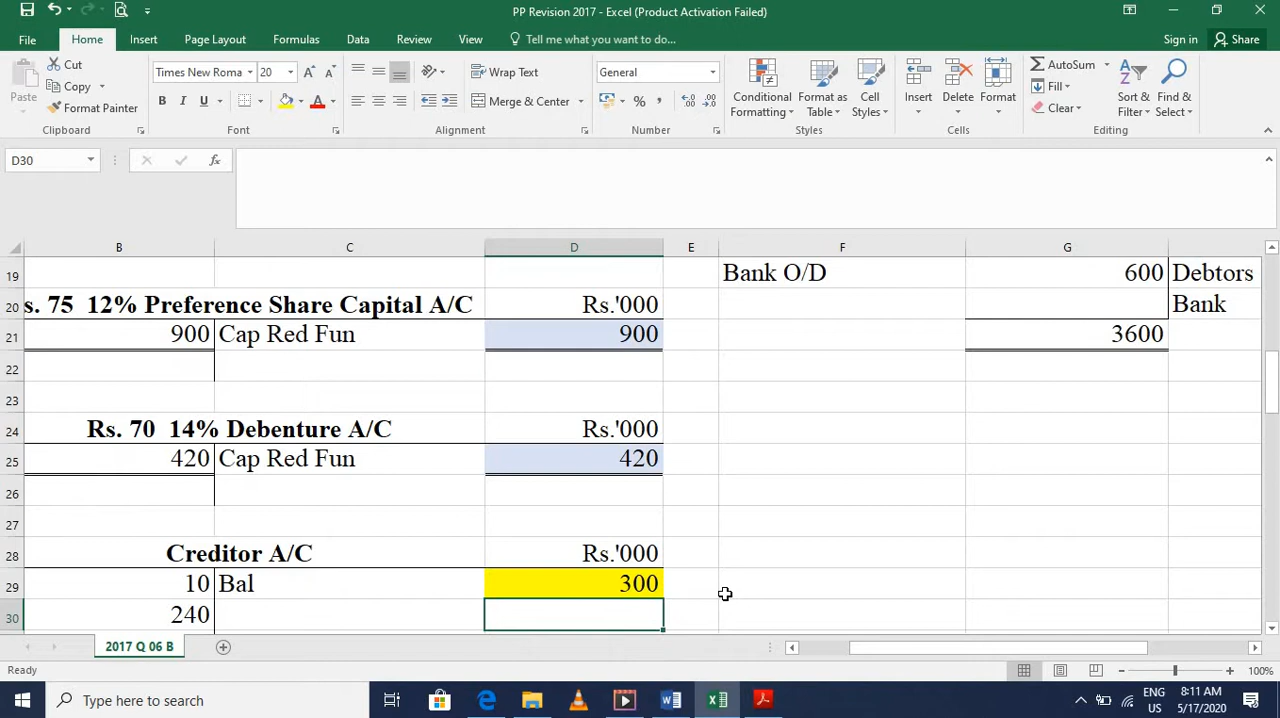 PP Revision 2017 - Excel (Product Activation Failed)
File Home Insert Page Layout Formulas Data Review View Tell me what you want to do... Sign in Share
Cut
Copy
Format Painter
Paste
Times New Roma 20
B I U A
Wrap Text
Merge & Center
General
% ,
Conditional Formatting
Format as Table
Cell Styles
Insert
Delete
Format
AutoSum
Fill
Clear
Sort & Filter
Find & Select
Clipboard Font Alignment Number Styles Cells Editing
D30 fx
B C D E F G
19 Bank O/D 600 Debtors
20 s. 75 12% Preference Share Capital A/C Rs.'000 Bank
21 900 Cap Red Fun 900 3600
22
23
24 Rs. 70 14% Debenture A/C Rs.'000
25 420 Cap Red Fun 420
26
27
28 Creditor A/C Rs.'000
29 10 Bal 300
30 240
2017 Q 06 B
Ready 100%
Type here to search
ENG 8:11 AM
US 5/17/2020